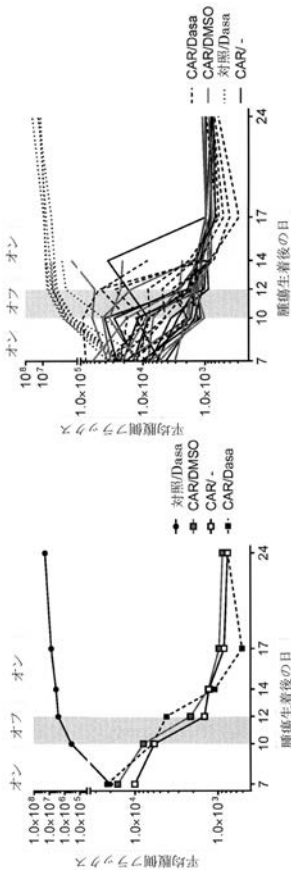 オン オフ オン
平均腹側フラックス
1.0×10⁸
1.0×10⁷
1.0×10⁶
1.0×10⁵
1.0×10⁴
1.0×10³
7 10 12 14 17 24
腫瘍生着後の日
対照/Dasa
CAR/DMSO
CAR/ -
CAR/Dasa
オン オフ オン
平均腹側フラックス
10⁸
10⁷
1.0×10⁵
1.0×10⁴
1.0×10³
7 10 12 14 17 24
腫瘍生着後の日
CAR/Dasa
CAR/DMSO
対照/Dasa
CAR/ -